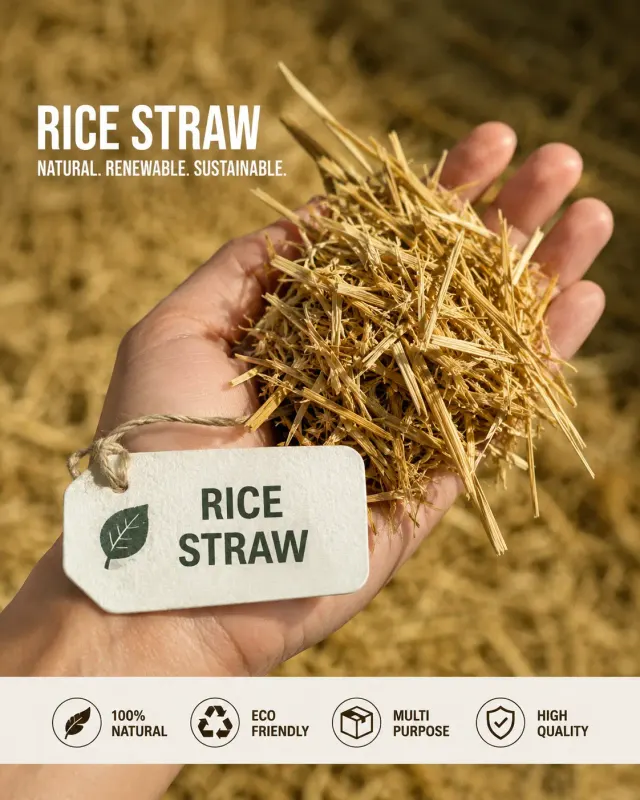 RICE STRAW
NATURAL. RENEWABLE. SUSTAINABLE.
RICE
STRAW
100%
NATURAL
ECO
FRIENDLY
MULTI
PURPOSE
HIGH
QUALITY